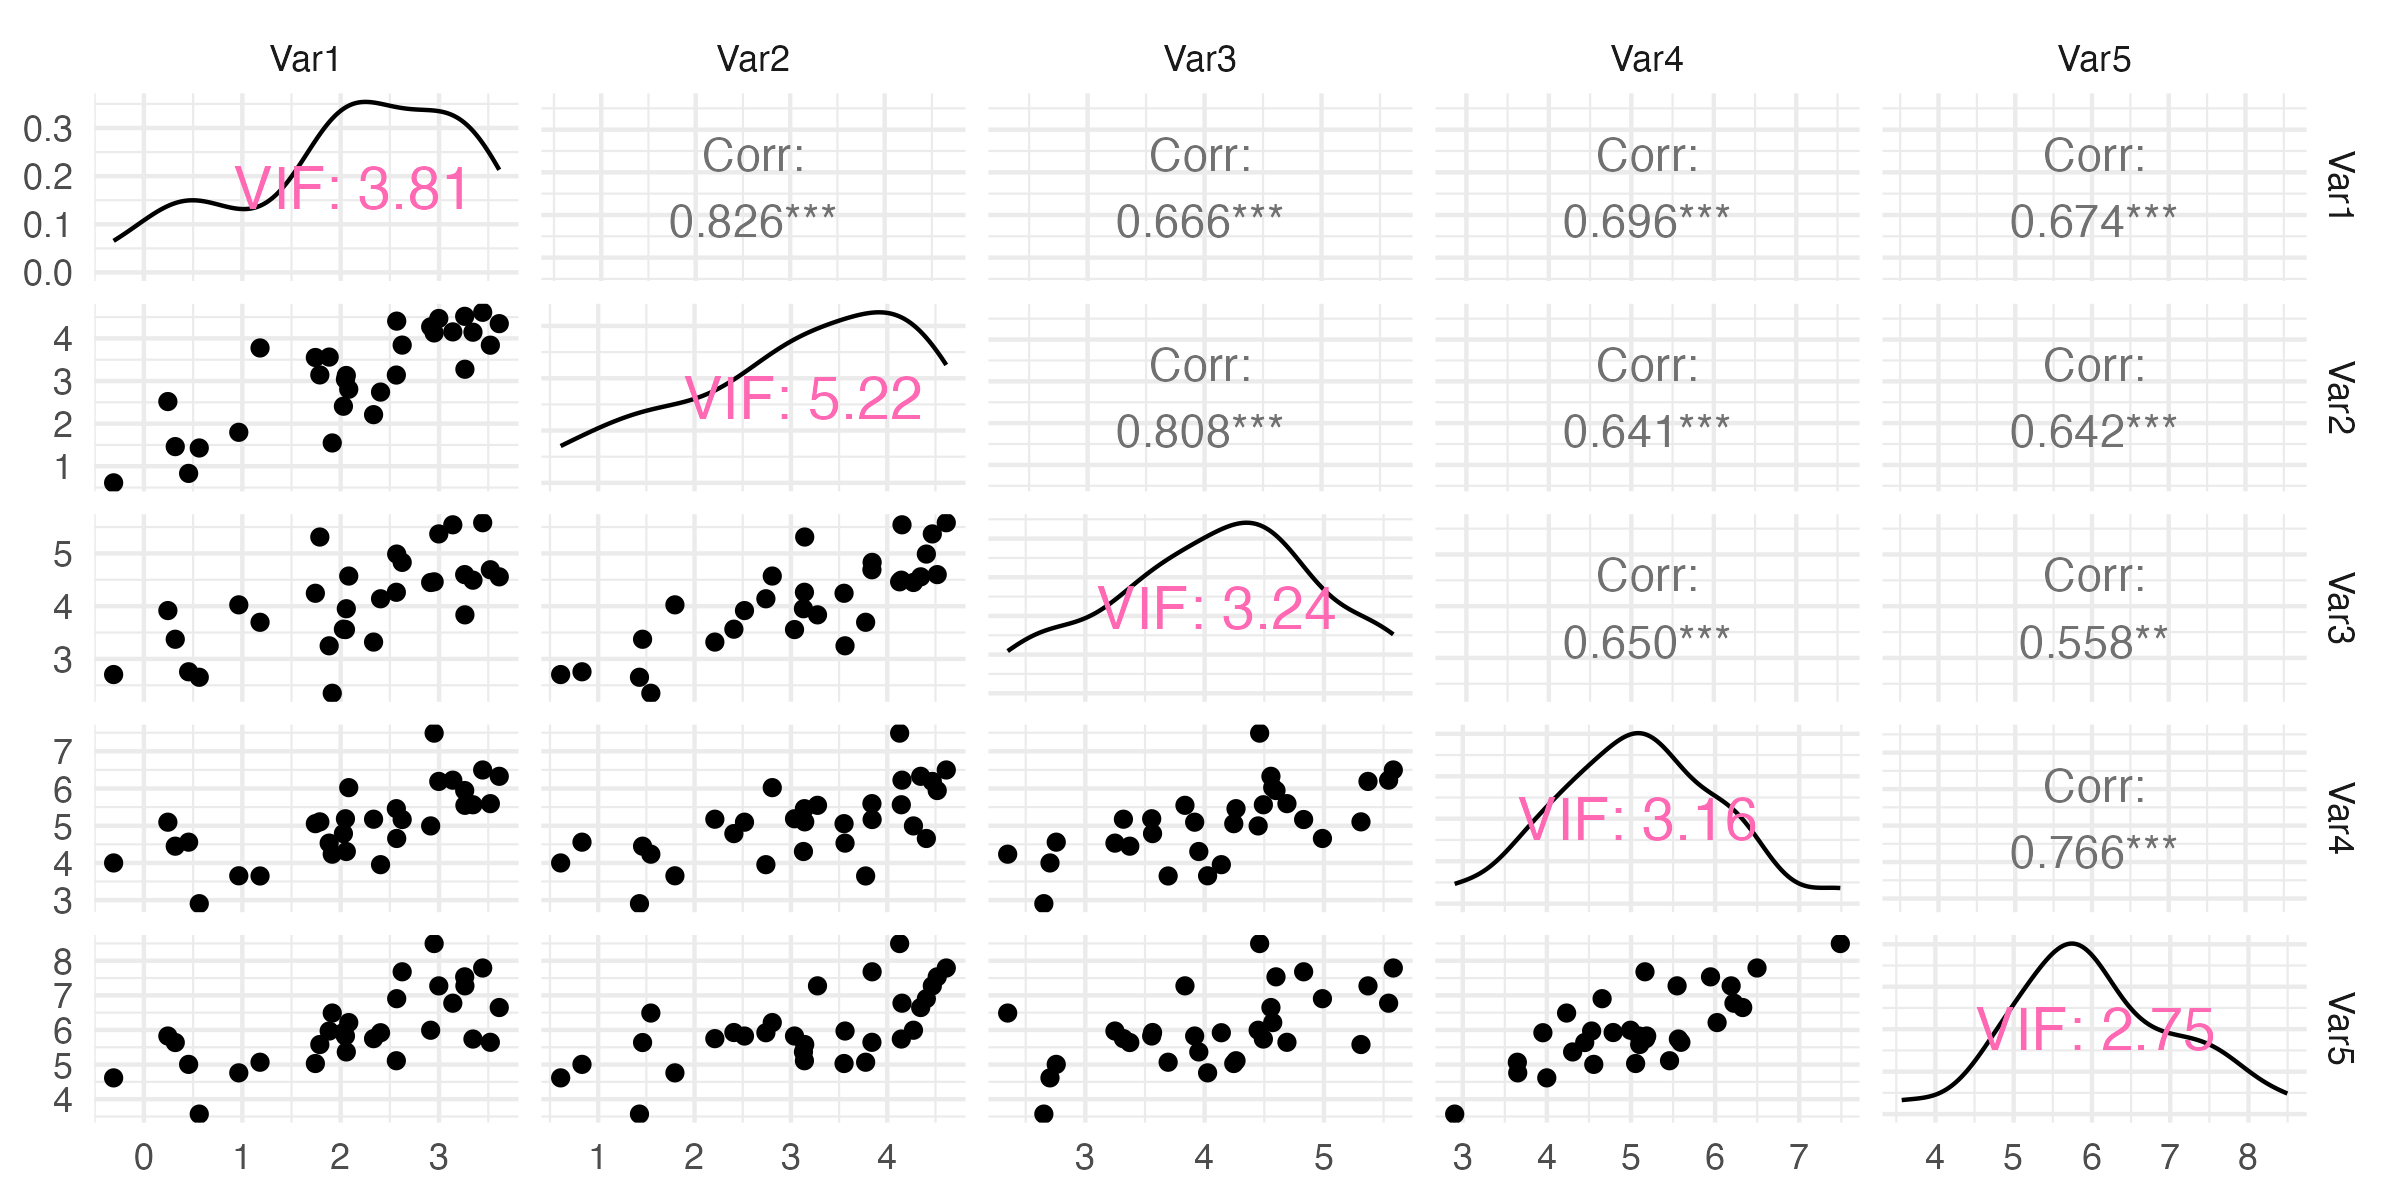 Var1 Var2 Var3 Var4 Var5
0.3
0.2
0.1
0.0
VIF: 3.81
Corr:
0.826***
Corr:
0.666***
Corr:
0.696***
Corr:
0.674***
Var1
4
3
2
1
VIF: 5.22
Corr:
0.808***
Corr:
0.641***
Corr:
0.642***
Var2
5
4
3
VIF: 3.24
Corr:
0.650***
Corr:
0.558**
Var3
7
6
5
4
3
VIF: 3.16
Corr:
0.766***
Var4
8
7
6
5
4
VIF: 2.75
Var5
0 1 2 3 1 2 3 4 3 4 5 3 4 5 6 7 4 5 6 7 8